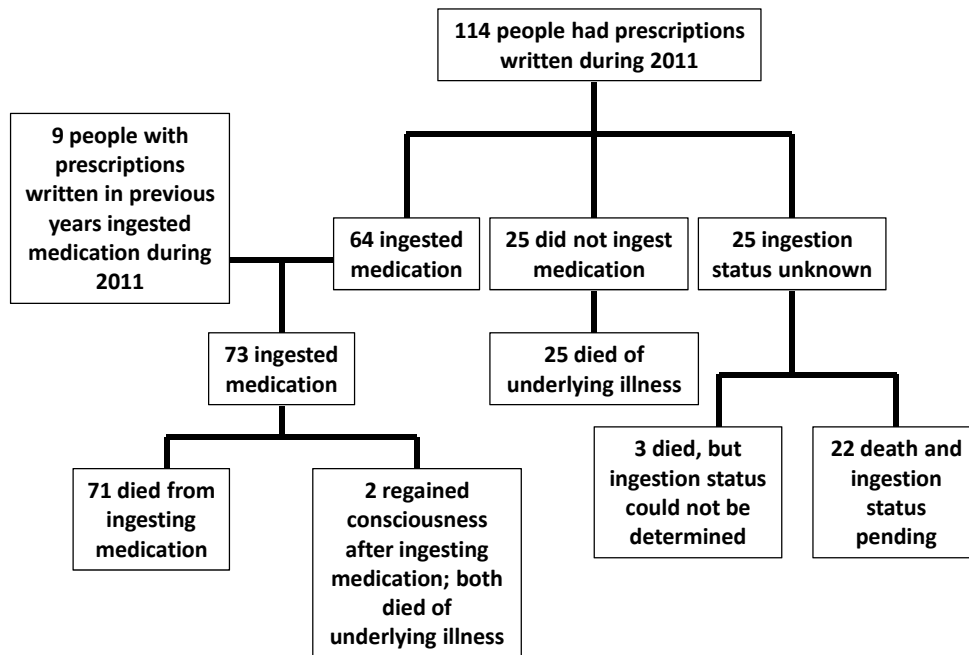 114 people had prescriptions
written during 2011
9 people with
prescriptions
written in previous
years ingested
medication during
2011
64 ingested
medication
25 did not ingest
medication
25 ingestion
status unknown
73 ingested
medication
25 died of
underlying illness
71 died from
ingesting
medication
2 regained
consciousness
after ingesting
medication; both
died of
underlying illness
3 died, but
ingestion status
could not be
determined
22 death and
ingestion
status
pending